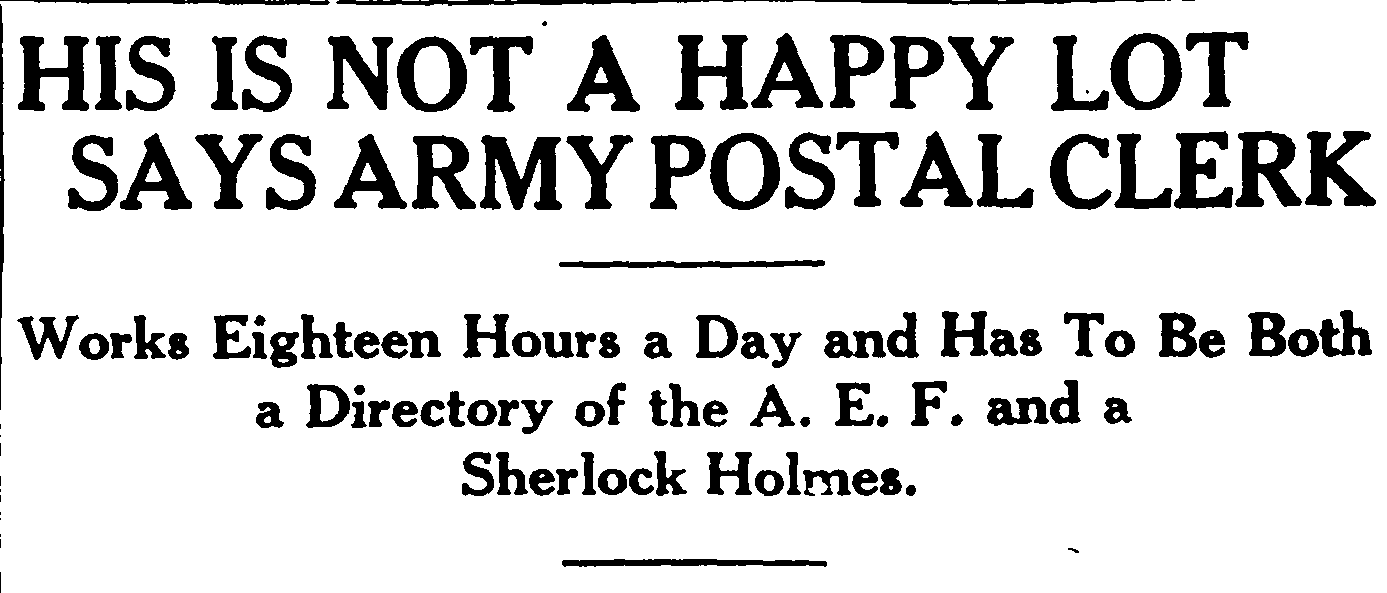 HIS IS NOT A HAPPY LOT
SAYS ARMY POSTAL CLERK
Works Eighteen Hours a Day and Has To Be Both
a Directory of the A. E. F. and a
Sherlock Holmes.